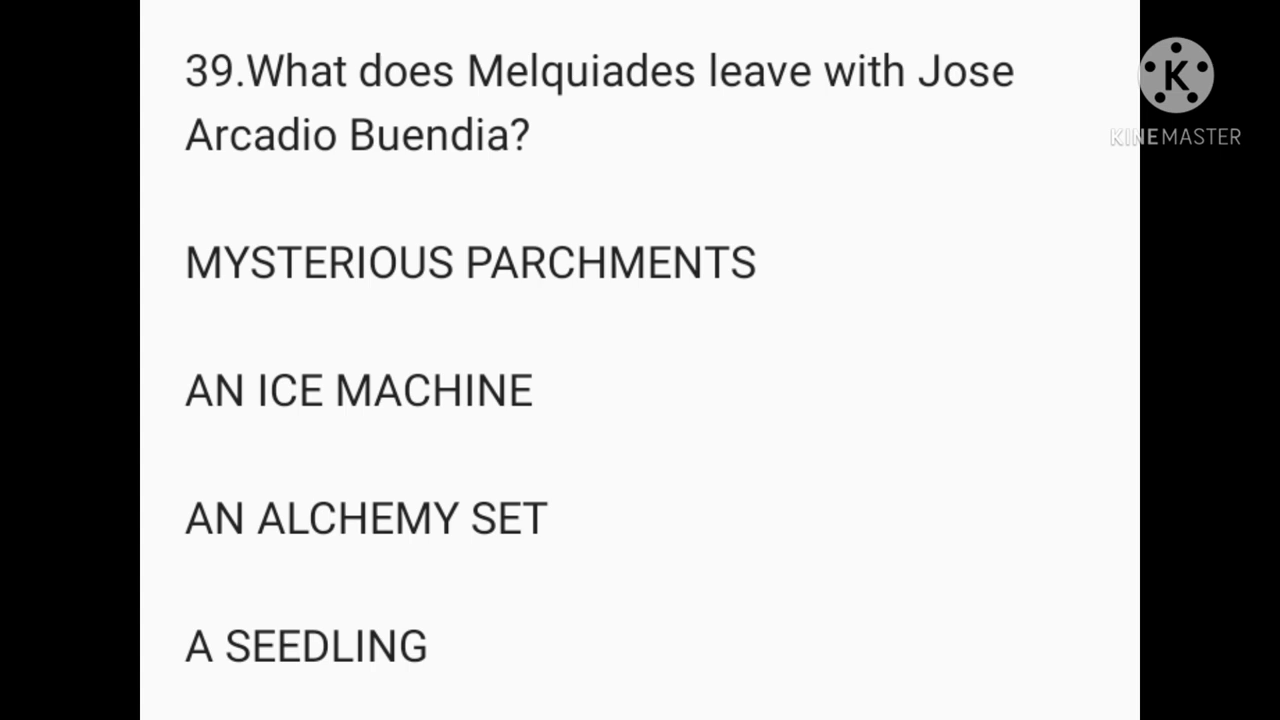 39.What does Melquiades leave with Jose
Arcadio Buendia?
MYSTERIOUS PARCHMENTS
AN ICE MACHINE
AN ALCHEMY SET
A SEEDLING
K
KINEMASTER